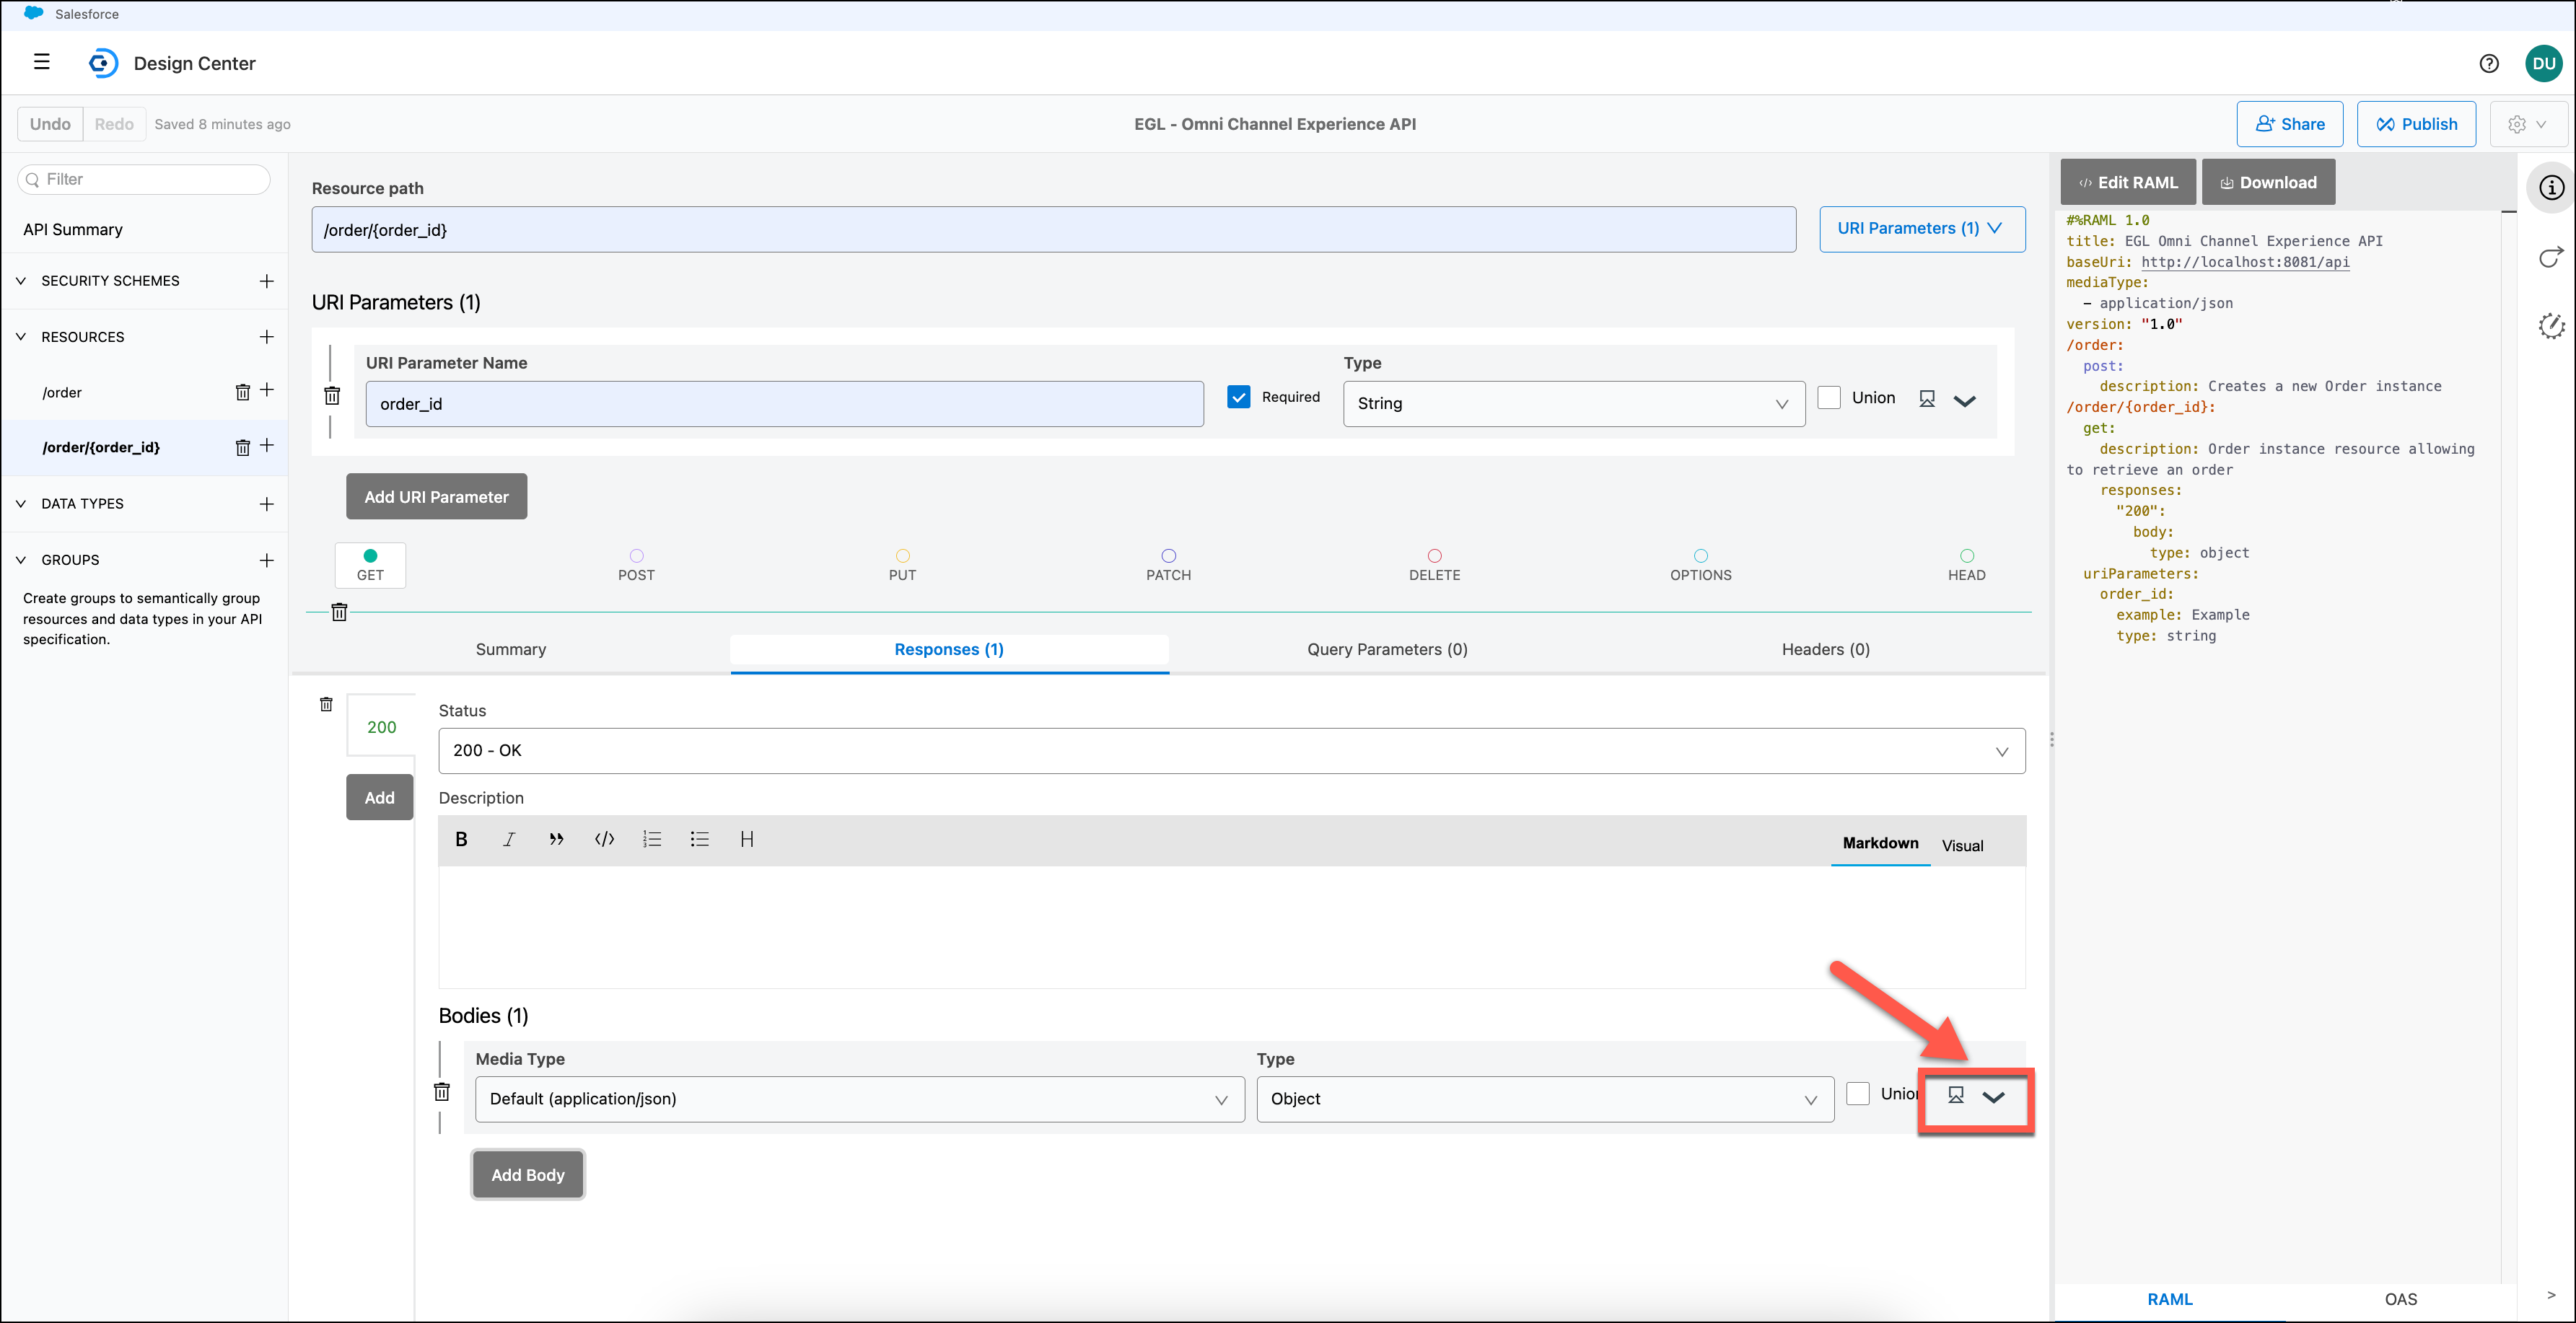 Salesforce
Design Center
DU
Undo
Redo
Saved 8 minutes ago
EGL - Omni Channel Experience API
Share
Publish
Filter
API Summary
SECURITY SCHEMES
RESOURCES
/order
/order/{order_id}
DATA TYPES
GROUPS
Create groups to semantically group
resources and data types in your API
specification.
Resource path
/order/{order_id}
URI Parameters (1)
URI Parameters (1)
URI Parameter Name
Type
order_id
Required
String
Union
Add URI Parameter
GET
POST
PUT
PATCH
DELETE
OPTIONS
HEAD
Summary
Responses (1)
Query Parameters (0)
Headers (0)
200
Add
Status
200 - OK
Description
B
I
H
Markdown
Visual
Bodies (1)
Media Type
Type
Default (application/json)
Object
Union
Add Body
Edit RAML
Download
#%RAML 1.0
title: EGL Omni Channel Experience API
baseUri: http://localhost:8081/api
mediaType:
- application/json
version: "1.0"
/order:
post:
description: Creates a new Order instance
/order/{order_id}:
get:
description: Order instance resource allowing
to retrieve an order
responses:
"200":
body:
type: object
uriParameters:
order_id:
example: Example
type: string
RAML
OAS